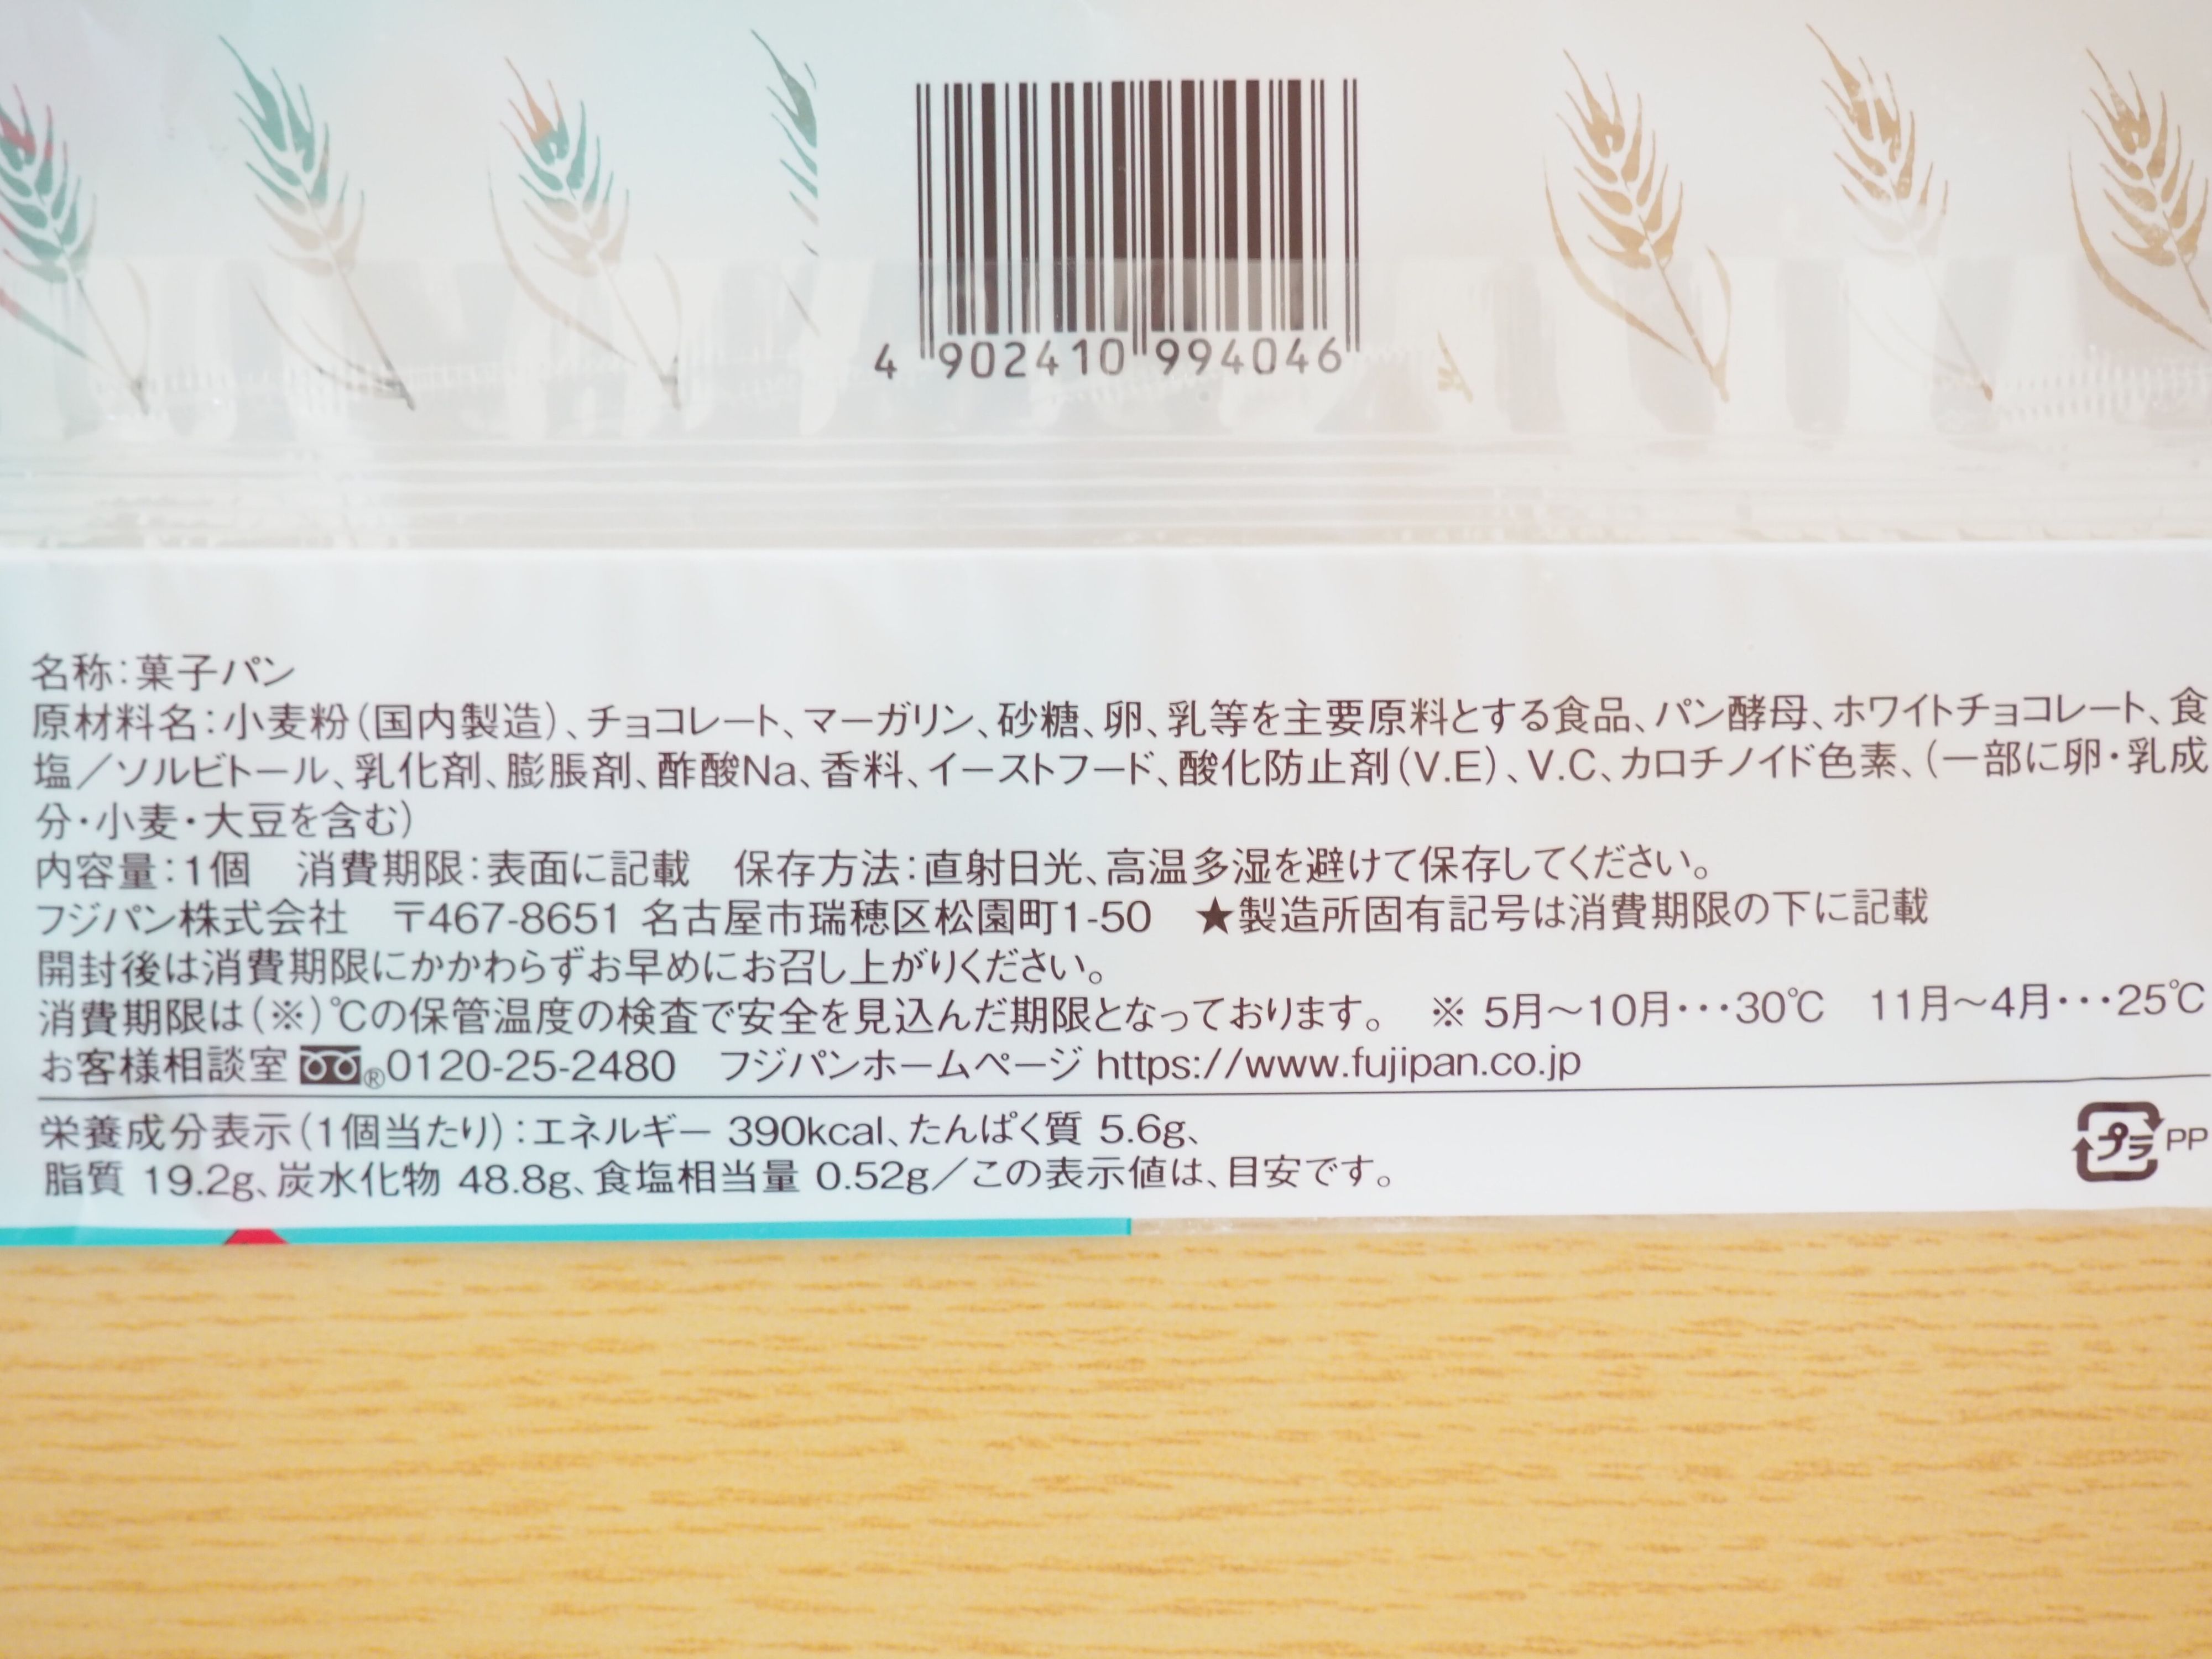 4 902410 994046
名称：菓子パン
原材料名：小麦粉（国内製造）、チョコレート、マーガリン、砂糖、卵、乳等を主要原料とする食品、パン酵母、ホワイトチョコレート、食
塩／ソルビトール、乳化剤、膨脹剤、酢酸Na、香料、イーストフード、酸化防止剤（V.E）、V.C、カロチノイド色素、（一部に卵・乳成
分・小麦・大豆を含む）
内容量：1個　消費期限：表面に記載　保存方法：直射日光、高温多湿を避けて保存してください。
フジパン株式会社　〒467-8651 名古屋市瑞穂区松園町1-50　★製造所固有記号は消費期限の下に記載
開封後は消費期限にかかわらずお早めにお召し上がりください。
消費期限は（※）℃の保管温度の検査で安全を見込んだ期限となっております。　※ 5月～10月・・・30℃　11月～4月・・・25℃
お客様相談室 ®0120-25-2480　フジパンホームページ https://www.fujipan.co.jp
栄養成分表示（1個当たり）：エネルギー 390kcal、たんぱく質 5.6g、
脂質 19.2g、炭水化物 48.8g、食塩相当量 0.52g／この表示値は、目安です。
プラ PP